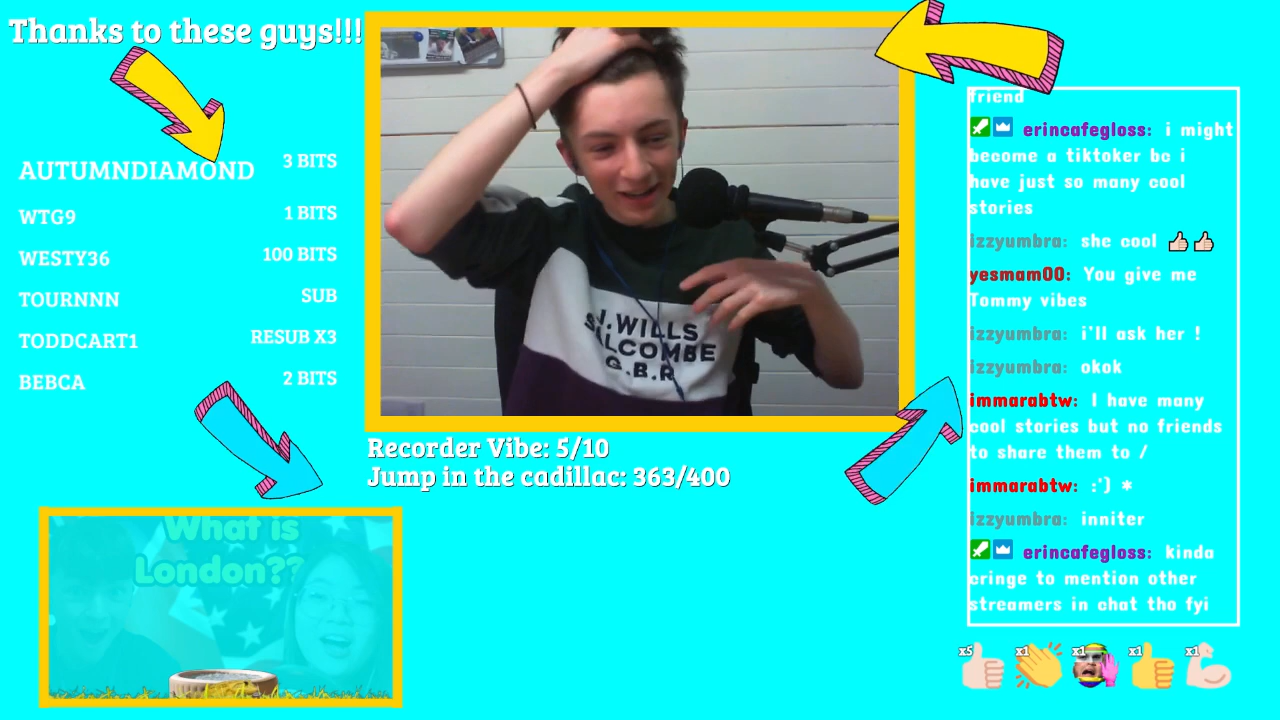 Thanks to these guys!!!
AUTUMNDIAMOND 3 BITS
WTG9 1 BITS
WESTY36 100 BITS
TOURNNN SUB
TODDCART1 RESUB X3
BEBCA 2 BITS
J.WILLS
SALCOMBE
G.B.R
Recorder Vibe: 5/10
Jump in the cadillac: 363/400
What is
London??
friend
erincafegloss: i might
become a tiktoker bc i
have just so many cool
stories
izzyumbra: she cool 👍🏻👍🏻
yesmam00: You give me
Tommy vibes
izzyumbra: i'll ask her !
izzyumbra: okok
immarabtw: I have many
cool stories but no friends
to share them to /
immarabtw: :') *
izzyumbra: inniter
erincafegloss: kinda
cringe to mention other
streamers in chat tho fyi
x5 x1 x1 x1 x1